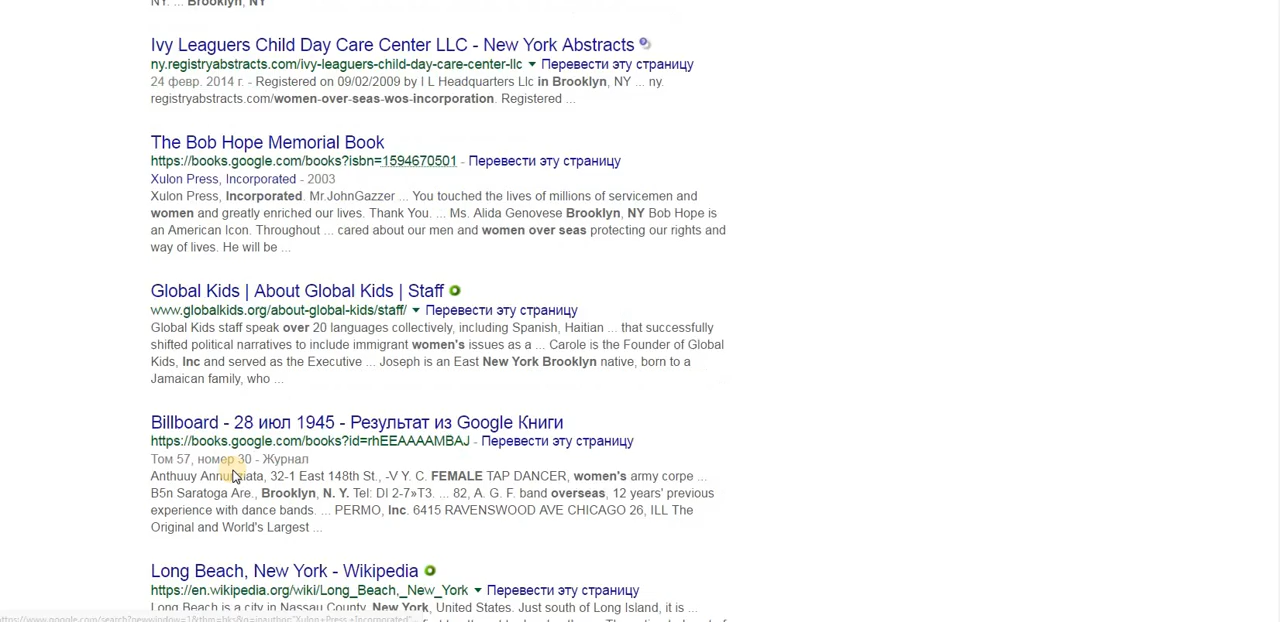 NY. ... Brooklyn, NY
Ivy Leaguers Child Day Care Center LLC - New York Abstracts
ny.registryabstracts.com/ivy-leaguers-child-day-care-center-llc Перевести эту страницу
24 февр. 2014 г. - Registered on 09/02/2009 by I L Headquarters Llc in Brooklyn, NY ... ny.
registryabstracts.com/women-over-seas-wos-incorporation. Registered ...
The Bob Hope Memorial Book
https://books.google.com/books?isbn=1594670501 - Перевести эту страницу
Xulon Press, Incorporated - 2003
Xulon Press, Incorporated. Mr.JohnGazzer ... You touched the lives of millions of servicemen and
women and greatly enriched our lives. Thank You. ... Ms. Alida Genovese Brooklyn, NY Bob Hope is
an American Icon. Throughout ... cared about our men and women over seas protecting our rights and
way of lives. He will be ...
Global Kids | About Global Kids | Staff
www.globalkids.org/about-global-kids/staff/ Перевести эту страницу
Global Kids staff speak over 20 languages collectively, including Spanish, Haitian ... that successfully
shifted political narratives to include immigrant women's issues as a ... Carole is the Founder of Global
Kids, Inc and served as the Executive ... Joseph is an East New York Brooklyn native, born to a
Jamaican family, who ...
Billboard - 28 июл 1945 - Результат из Google Книги
https://books.google.com/books?id=rhEEAAAAMBAJ - Перевести эту страницу
Том 57, номер 30 - Журнал
Anthuuy Annunsiata, 32-1 East 148th St., -V Y. C. FEMALE TAP DANCER, women's army corpe ...
B5n Saratoga Are., Brooklyn, N. Y. Tel: DI 2-7»T3. ... 82, A. G. F. band overseas, 12 years' previous
experience with dance bands. ... PERMO, Inc. 6415 RAVENSWOOD AVE CHICAGO 26, ILL The
Original and World's Largest ...
Long Beach, New York - Wikipedia
https://en.wikipedia.org/wiki/Long_Beach,_New_York Перевести эту страницу
Long Beach is a city in Nassau County, New York, United States. Just south of Long Island, it is ...